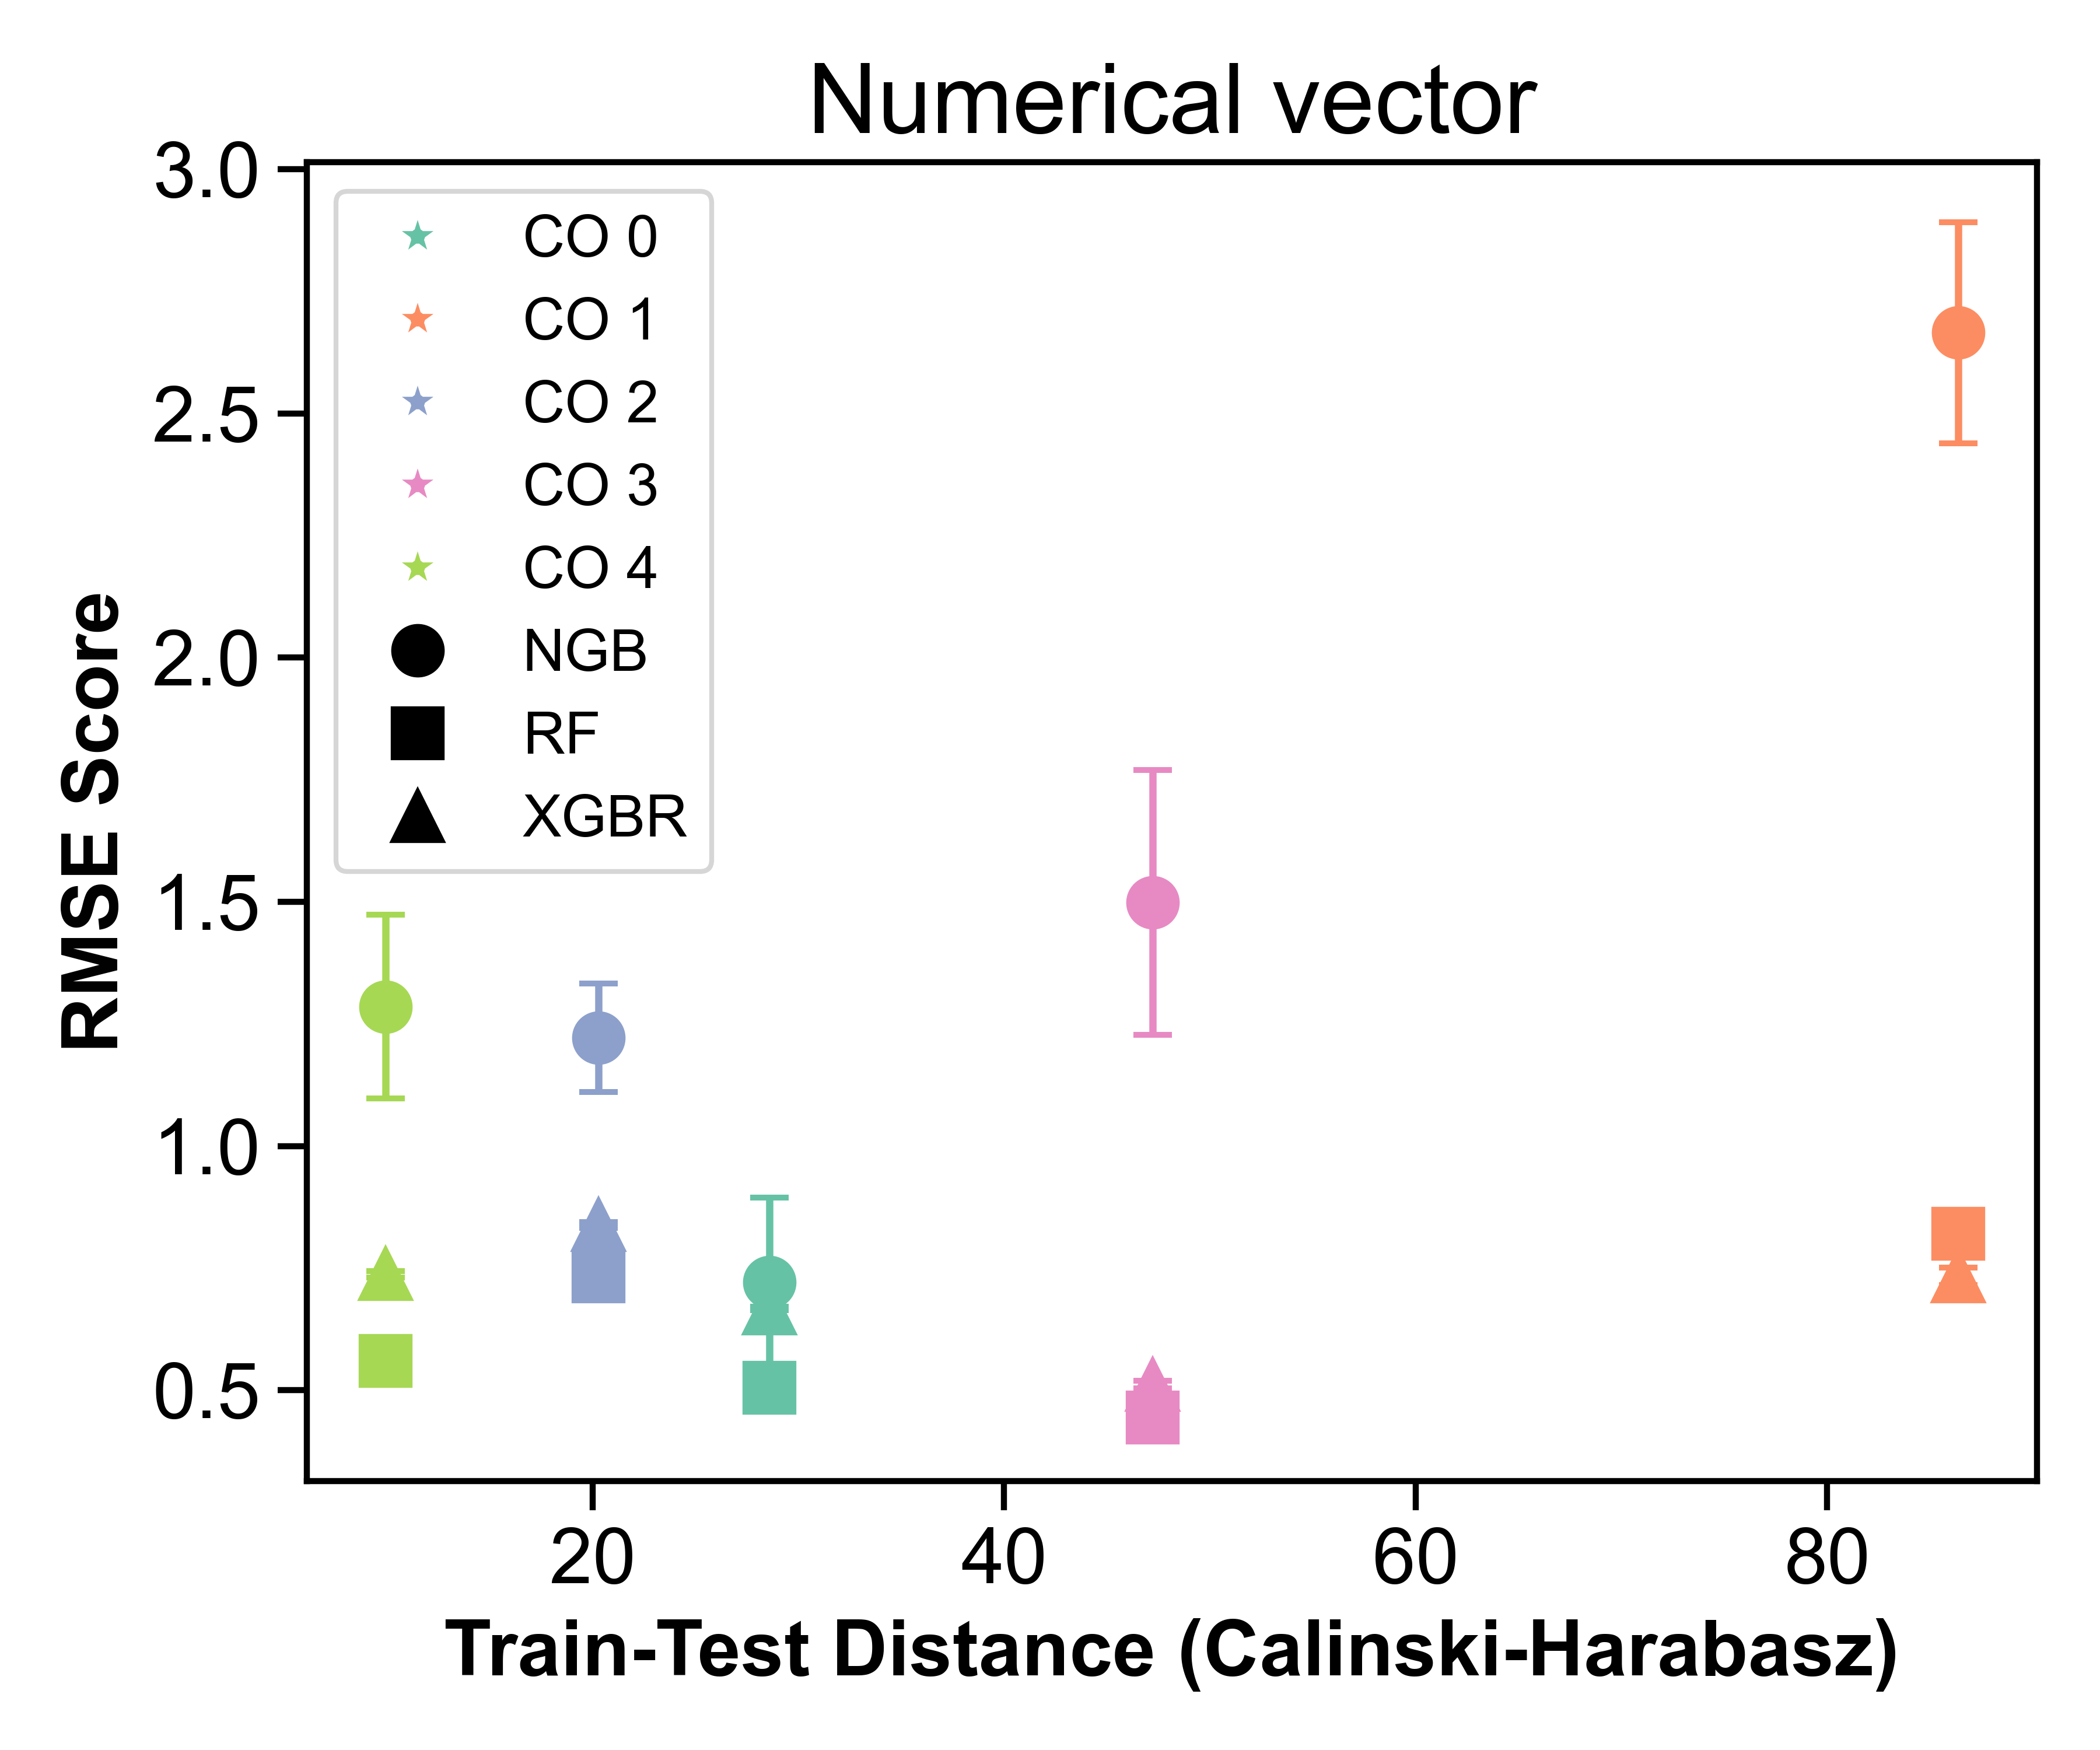 Numerical vector
3.0
2.5
2.0
1.5
1.0
0.5
RMSE Score
CO 0
CO 1
CO 2
CO 3
CO 4
NGB
RF
XGBR
20 40 60 80
Train-Test Distance (Calinski-Harabasz)